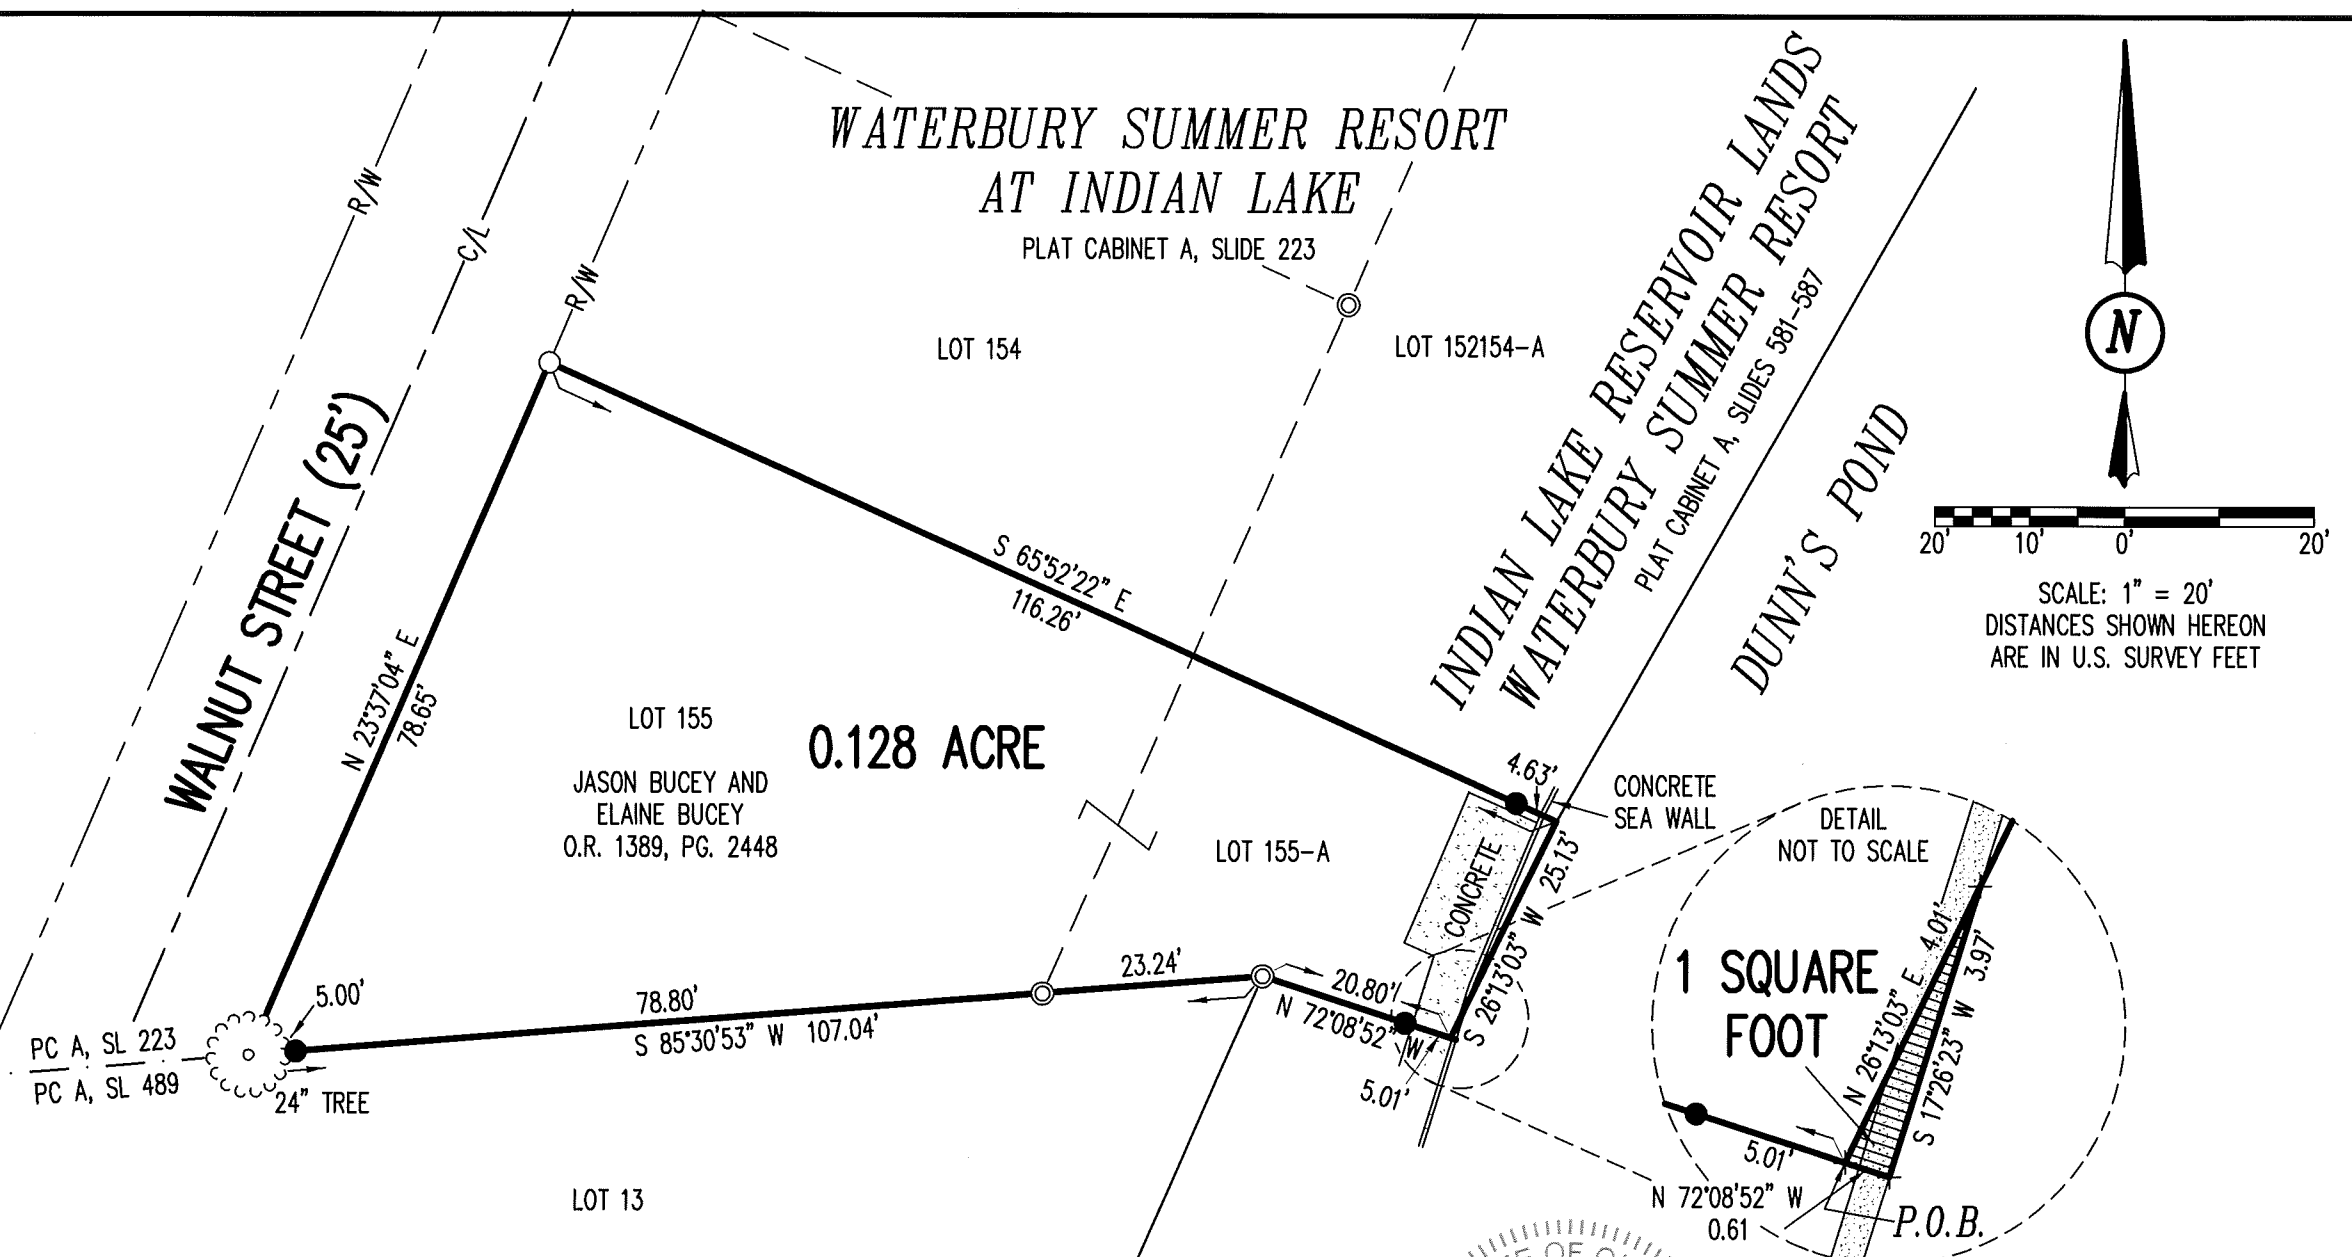 WATERBURY SUMMER RESORT
AT INDIAN LAKE
PLAT CABINET A, SLIDE 223
R/W
C/L
R/W
WALNUT STREET (25')
LOT 154
LOT 152154-A
INDIAN LAKE RESERVOIR LANDS
WATERBURY SUMMER RESORT
PLAT CABINET A, SLIDES 581-587
DUNN'S POND
N
20' 10' 0' 20'
SCALE: 1" = 20'
DISTANCES SHOWN HEREON
ARE IN U.S. SURVEY FEET
S 65°52'22" E
116.26'
N 23°37'04" E
78.65'
LOT 155
0.128 ACRE
JASON BUCEY AND
ELAINE BUCEY
O.R. 1389, PG. 2448
LOT 155-A
4.63'
CONCRETE
SEA WALL
CONCRETE
25.13'
S 26°13'03" W
DETAIL
NOT TO SCALE
1 SQUARE
FOOT
4.01'
N 26°13'03" E
3.97'
S 17°26'23" W
5.01'
N 72°08'52" W
0.61
P.O.B.
23.24'
20.80'
N 72°08'52" W
5.01'
5.00'
78.80'
S 85°30'53" W 107.04'
PC A, SL 223
PC A, SL 489
24" TREE
LOT 13